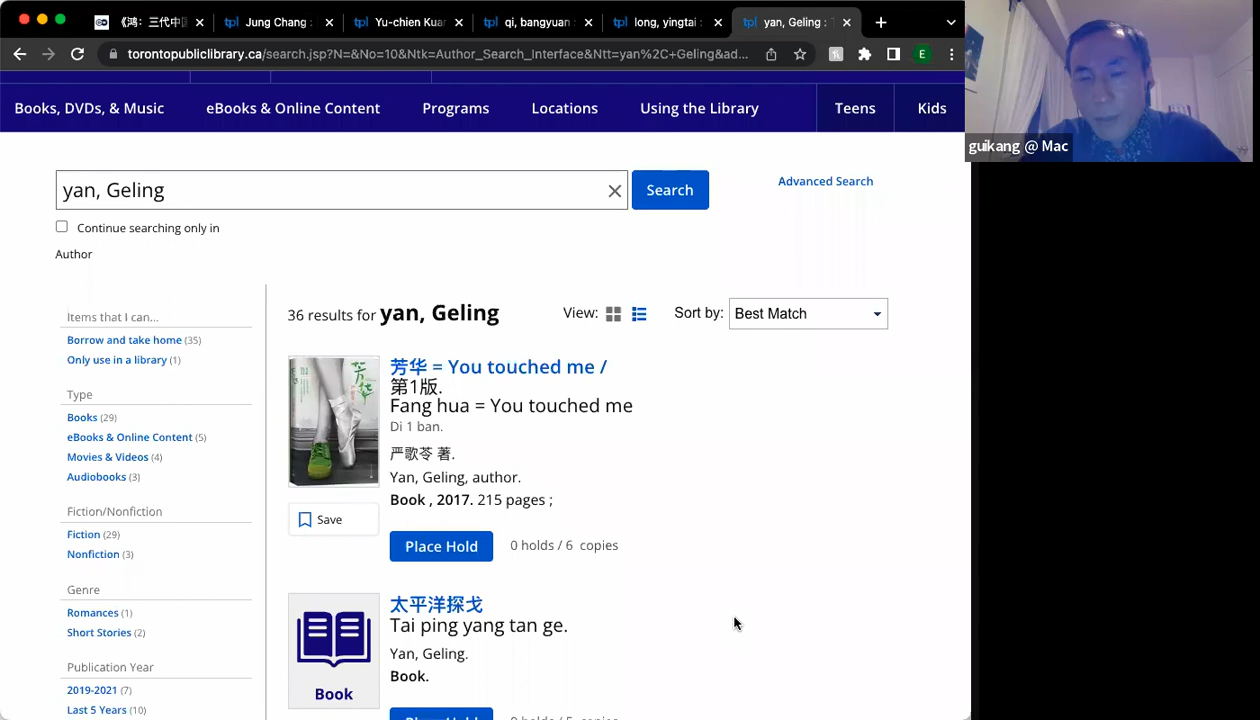 《鸿：三代中国
Jung Chang :
Yu-chien Kuan
qi, bangyuan :
long, yingtai :
yan, Geling : T
torontopubliclibrary.ca/search.jsp?N=&No=10&Ntk=Author_Search_Interface&Ntt=yan%2C+Geling&ad...
E
Books, DVDs, & Music
eBooks & Online Content
Programs
Locations
Using the Library
Teens
Kids
guikang @ Mac
yan, Geling
Search
Advanced Search
Continue searching only in
Author
Items that I can...
Borrow and take home (35)
Only use in a library (1)
Type
Books (29)
eBooks & Online Content (5)
Movies & Videos (4)
Audiobooks (3)
Fiction/Nonfiction
Fiction (29)
Nonfiction (3)
Genre
Romances (1)
Short Stories (2)
Publication Year
2019-2021 (7)
Last 5 Years (10)
36 results for yan, Geling
View:
Sort by:
Best Match
芳华
芳华 = You touched me /
第1版.
Fang hua = You touched me
Di 1 ban.
严歌苓 著.
Yan, Geling, author.
Book , 2017. 215 pages ;
Save
Place Hold
0 holds / 6 copies
太平洋探戈
Tai ping yang tan ge.
Yan, Geling.
Book.
Book
Place Hold
0 holds / 5 copies